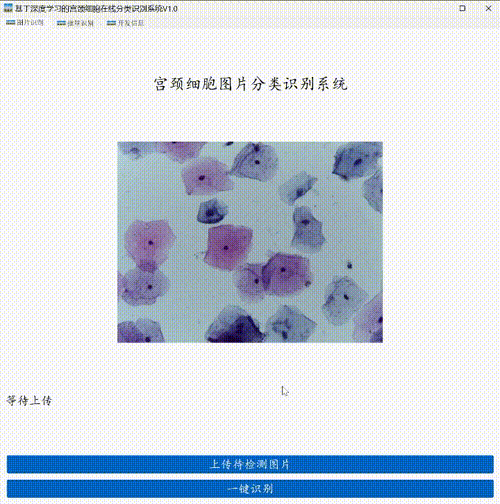 基于深度学习的宫颈细胞在线分类识别系统V1.0
图片识别 视频识别 开发信息
宫颈细胞图片分类识别系统
等待上传
上传待检测图片
一键识别